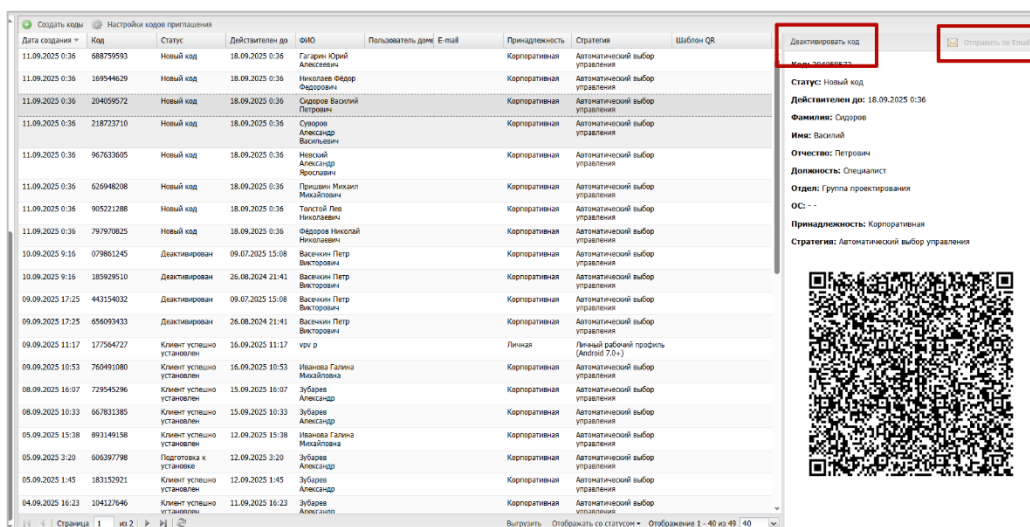 Создать коды Настройки кодов приглашения
Дата создания Код Статус Действителен до ФИО Пользователь доме E-mail Принадлежность Стратегия Шаблон QR
11.09.2025 0:36 688759593 Новый код 18.09.2025 0:36 Гагарин Юрий Корпоративная Автоматический выбор
Алексеевич управления
11.09.2025 0:36 169544629 Новый код 18.09.2025 0:36 Николаев Фёдор Корпоративная Автоматический выбор
Федорович управления
11.09.2025 0:36 204059572 Новый код 18.09.2025 0:36 Сидоров Василий Корпоративная Автоматический выбор
Петрович управления
11.09.2025 0:36 218723710 Новый код 18.09.2025 0:36 Суворов Корпоративная Автоматический выбор
Александр управления
Васильевич
11.09.2025 0:36 967633605 Новый код 18.09.2025 0:36 Невский Корпоративная Автоматический выбор
Александр управления
Ярославич
11.09.2025 0:36 626948208 Новый код 18.09.2025 0:36 Пришвин Михаил Корпоративная Автоматический выбор
Михайлович управления
11.09.2025 0:36 905221288 Новый код 18.09.2025 0:36 Толстой Лев Корпоративная Автоматический выбор
Николаевич управления
11.09.2025 0:36 797970825 Новый код 18.09.2025 0:36 Фёдоров Николай Корпоративная Автоматический выбор
Николаевич управления
10.09.2025 9:16 079861245 Деактивирован 09.07.2025 15:08 Васечкин Петр Корпоративная Автоматический выбор
Викторович управления
10.09.2025 9:16 185929510 Деактивирован 26.08.2024 21:41 Васечкин Петр Корпоративная Автоматический выбор
Викторович управления
09.09.2025 17:25 443154032 Деактивирован 09.07.2025 15:08 Васечкин Петр Корпоративная Автоматический выбор
Викторович управления
09.09.2025 17:25 656093433 Деактивирован 26.08.2024 21:41 Васечкин Петр Корпоративная Автоматический выбор
Викторович управления
09.09.2025 11:17 177564727 Клиент успешно 16.09.2025 11:17 vpv p Личная Личный рабочий профиль
установлен (Android 7.0+)
09.09.2025 10:53 760491080 Клиент успешно 16.09.2025 10:53 Иванова Галина Корпоративная Автоматический выбор
установлен Михайловна управления
08.09.2025 16:07 729545296 Клиент успешно 15.09.2025 16:07 Зубарев Корпоративная Автоматический выбор
установлен Александр управления
08.09.2025 10:33 667831385 Клиент успешно 15.09.2025 10:33 Зубарев Корпоративная Автоматический выбор
установлен Александр управления
05.09.2025 15:38 893149158 Клиент успешно 12.09.2025 15:38 Иванова Галина Корпоративная Автоматический выбор
установлен Михайловна управления
05.09.2025 3:20 606397798 Подготовка к 12.09.2025 3:20 Зубарев Корпоративная Автоматический выбор
установке Александр управления
05.09.2025 1:45 183152921 Клиент успешно 12.09.2025 1:45 Зубарев Корпоративная Автоматический выбор
установлен Александр управления
04.09.2025 16:23 104127646 Клиент успешно 11.09.2025 16:23 Зубарев Корпоративная Автоматический выбор
установлен Александр управления
Страница 1 из 2 Выгрузить Отображать со статусом Отображение 1 - 40 из 49 40
Деактивировать код Отправить по Email
Код: 204059572
Статус: Новый код
Действителен до: 18.09.2025 0:36
Фамилия: Сидоров
Имя: Василий
Отчество: Петрович
Должность: Специалист
Отдел: Группа проектирования
ОС: - -
Принадлежность: Корпоративная
Стратегия: Автоматический выбор управления